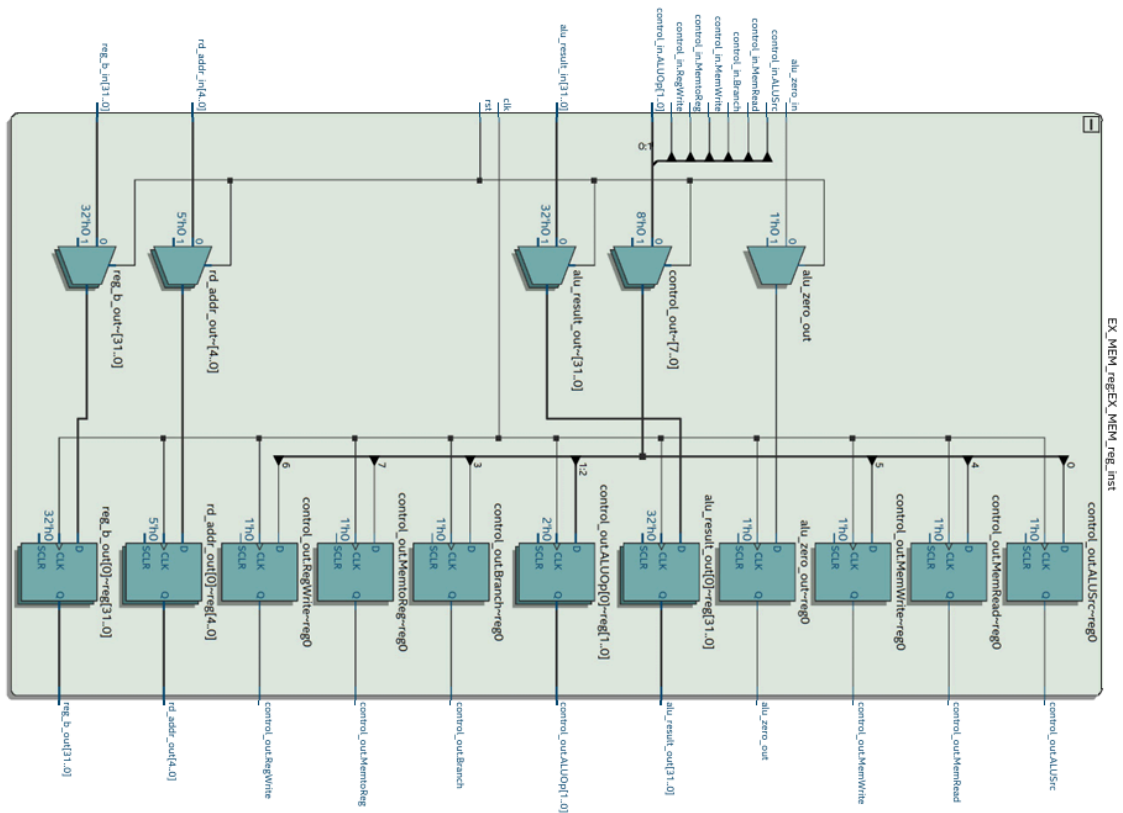 EX_MEM_reg:EX_MEM_reg_inst
alu_zero_in
control_in.ALUSrc
control_in.MemRead
control_in.Branch
control_in.MemWrite
control_in.MemtoReg
control_in.RegWrite
control_in.ALUOp[1..0]
alu_result_in[31..0]
clk
rst
rd_addr_in[4..0]
reg_b_in[31..0]
0:1
alu_zero_out
0
1'h0 1
control_out~[7..0]
0
8'h0 1
alu_result_out~[31..0]
0
32'h0 1
rd_addr_out~[4..0]
0
5'h0 1
reg_b_out~[31..0]
0
32'h0 1
0
4
5
1:2
3
7
6
control_out.ALUSrc~reg0
D
CLK Q
1'h0 SCLR
control_out.MemRead~reg0
D
CLK Q
1'h0 SCLR
control_out.MemWrite~reg0
D
CLK Q
1'h0 SCLR
alu_zero_out~reg0
D
CLK Q
1'h0 SCLR
alu_result_out[0]~reg[31..0]
D
CLK Q
32'h0 SCLR
control_out.ALUOp[0]~reg[1..0]
D
CLK Q
2'h0 SCLR
control_out.Branch~reg0
D
CLK Q
1'h0 SCLR
control_out.MemtoReg~reg0
D
CLK Q
1'h0 SCLR
control_out.RegWrite~reg0
D
CLK Q
1'h0 SCLR
rd_addr_out[0]~reg[4..0]
D
CLK Q
5'h0 SCLR
reg_b_out[0]~reg[31..0]
D
CLK Q
32'h0 SCLR
control_out.ALUSrc
control_out.MemRead
control_out.MemWrite
alu_zero_out
alu_result_out[31..0]
control_out.ALUOp[1..0]
control_out.Branch
control_out.MemtoReg
control_out.RegWrite
rd_addr_out[4..0]
reg_b_out[31..0]